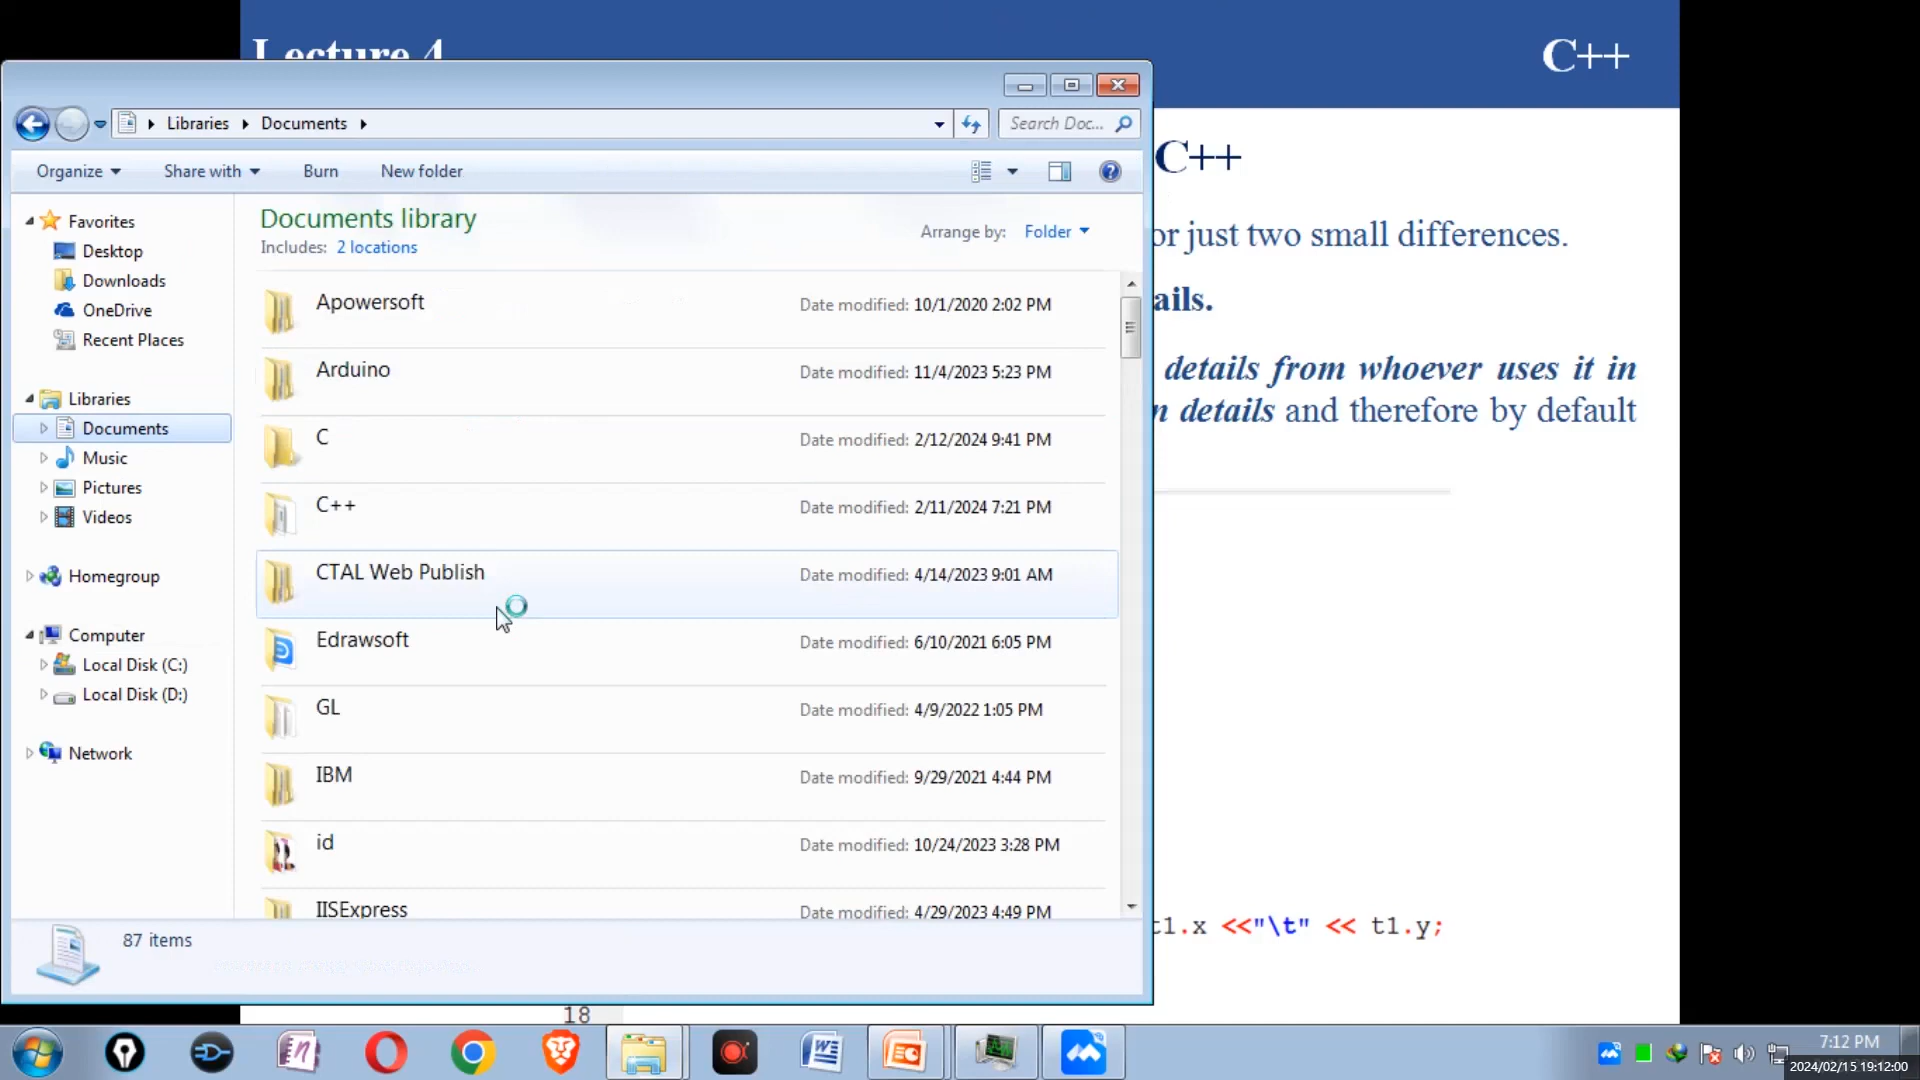 Lecture 4
C++
Libraries
Documents
Search Doc...
C++
Organize
Share with
Burn
New folder
Documents library
Includes: 2 locations
Arrange by: Folder
or just two small differences.
Favorites
Desktop
Downloads
OneDrive
Recent Places
Apowersoft
Date modified: 10/1/2020 2:02 PM
ails.
Arduino
Date modified: 11/4/2023 5:23 PM
details from whoever uses it in
n details and therefore by default
Libraries
Documents
Music
Pictures
Videos
C
Date modified: 2/12/2024 9:41 PM
C++
Date modified: 2/11/2024 7:21 PM
Homegroup
CTAL Web Publish
Date modified: 4/14/2023 9:01 AM
Computer
Local Disk (C:)
Local Disk (D:)
Edrawsoft
Date modified: 6/10/2021 6:05 PM
GL
Date modified: 4/9/2022 1:05 PM
Network
IBM
Date modified: 9/29/2021 4:44 PM
id
Date modified: 10/24/2023 3:28 PM
IISExpress
Date modified: 4/29/2023 4:49 PM
t1.x <<"\t" << t1.y;
87 items
18
7:12 PM
2024/02/15 19:12:00